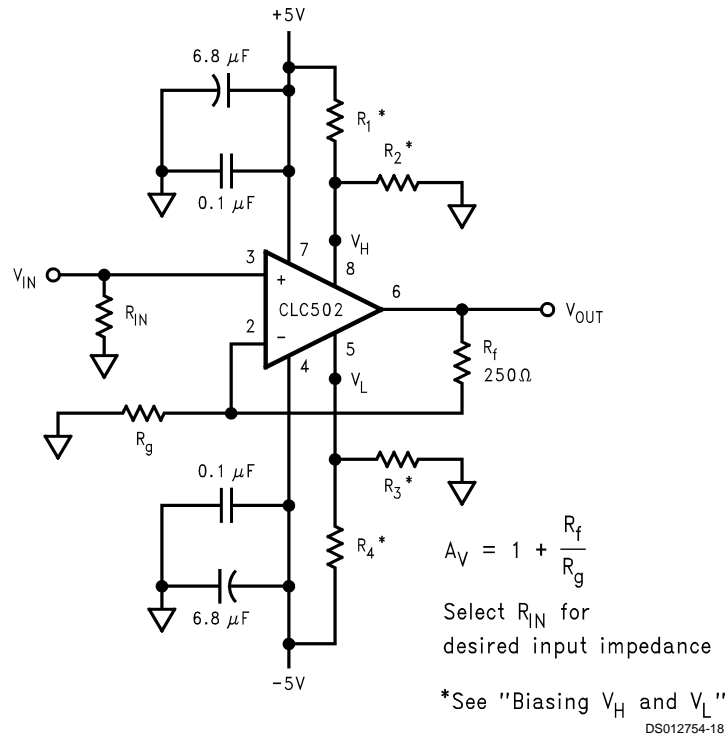 +5V
6.8 μF
R1*
R2*
0.1 μF
VH
3
7
8
VIN
+
CLC502
6
VOUT
RIN
2
−
5
4
VL
Rf
250Ω
Rg
0.1 μF
R3*
R4*
AV = 1 + Rf/Rg
6.8 μF
Select RIN for
desired input impedance
−5V
*See "Biasing VH and VL"
DS012754-18